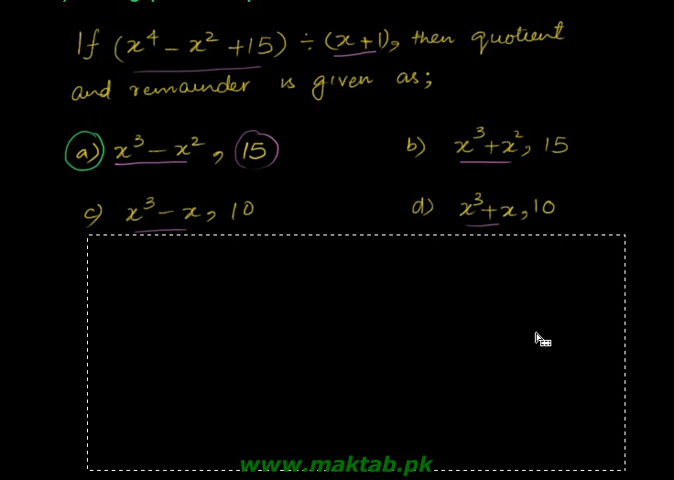 If (x⁴ - x² + 15) ÷ (x + 1), then quotient
and remainder is given as;
a) x³ - x², 15
b) x³ + x², 15
c) x³ - x, 10
d) x³ + x, 10
www.maktab.pk